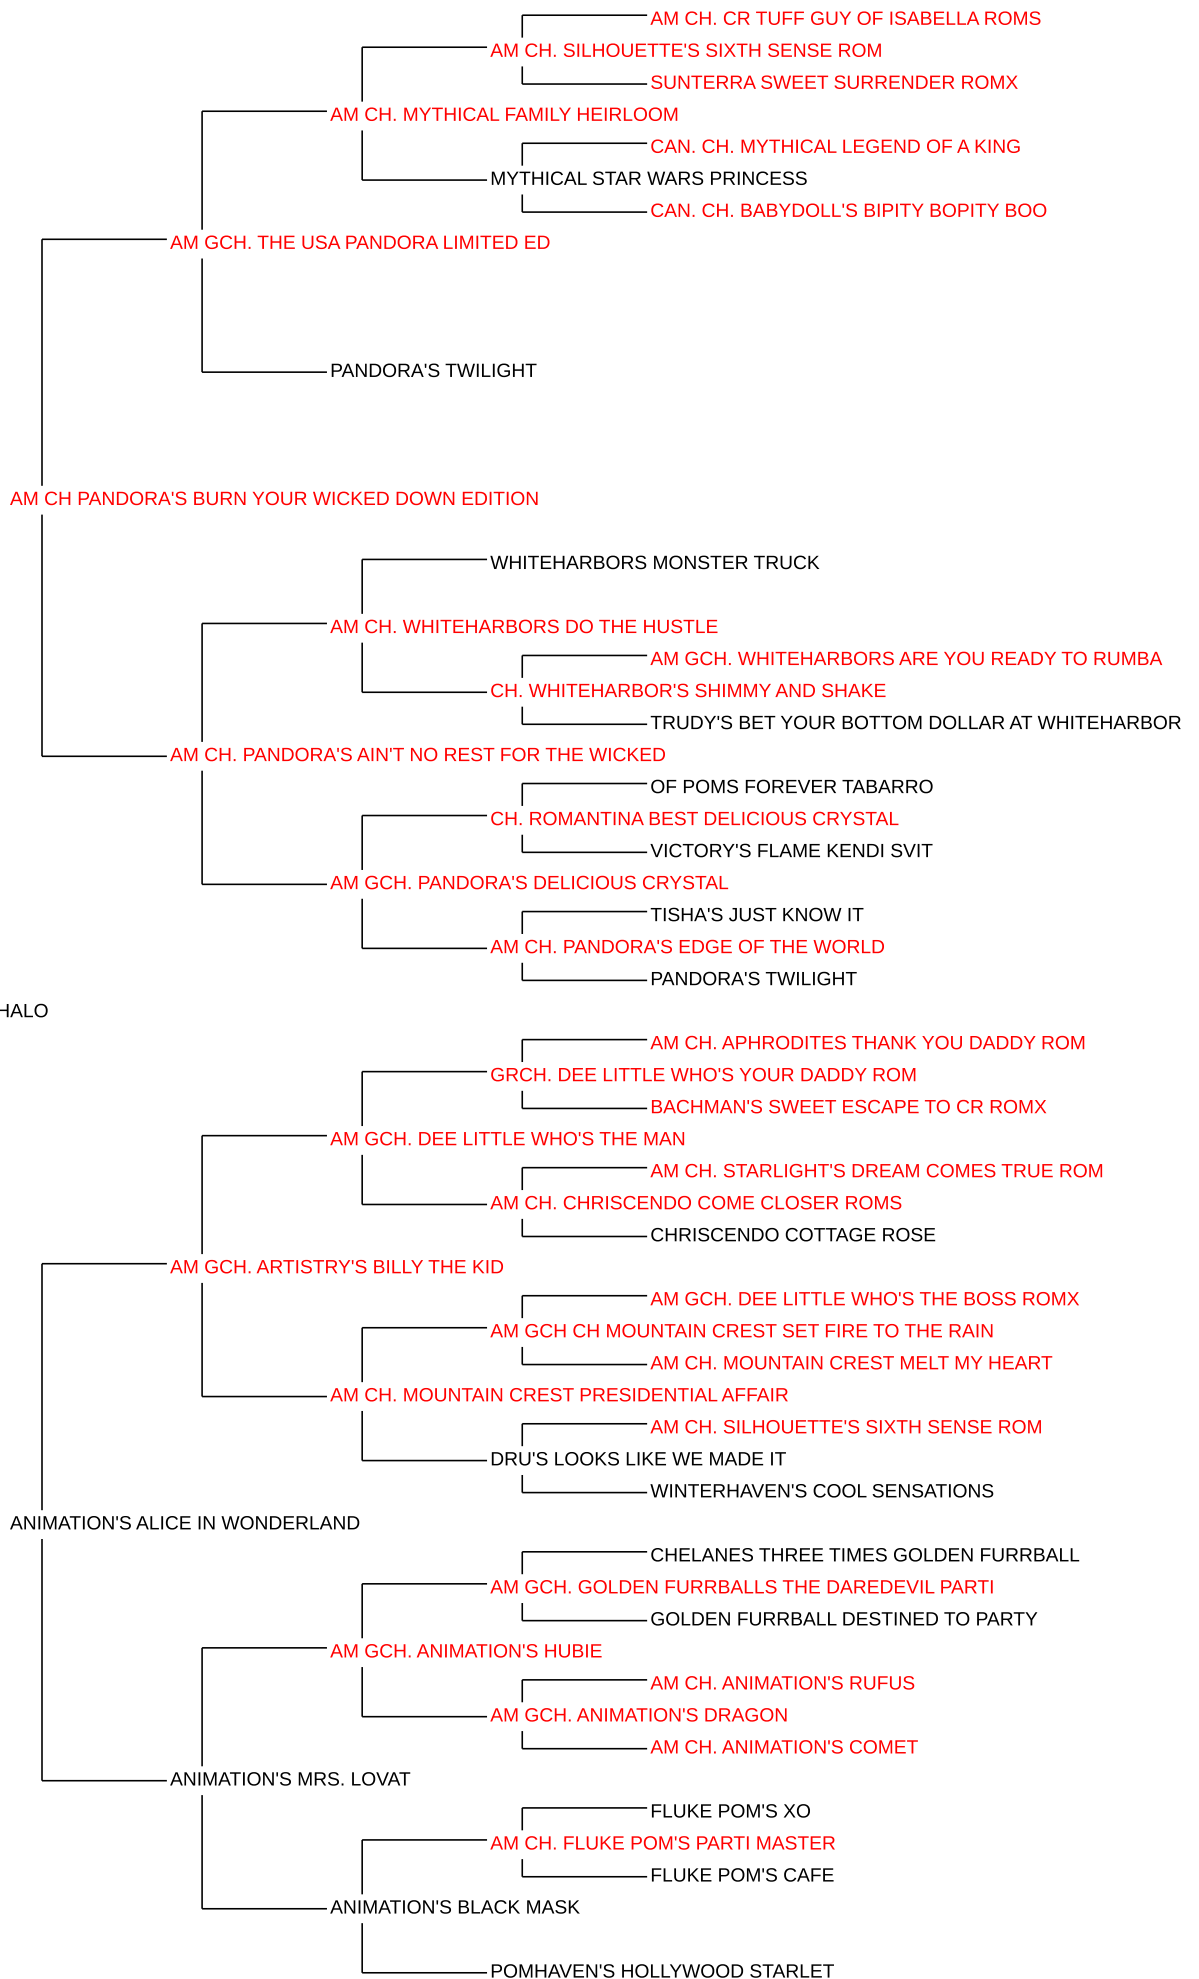 AM CH. CR TUFF GUY OF ISABELLA ROMS
AM CH. SILHOUETTE'S SIXTH SENSE ROM
SUNTERRA SWEET SURRENDER ROMX
AM CH. MYTHICAL FAMILY HEIRLOOM
CAN. CH. MYTHICAL LEGEND OF A KING
MYTHICAL STAR WARS PRINCESS
CAN. CH. BABYDOLL'S BIPITY BOPITY BOO
AM GCH. THE USA PANDORA LIMITED ED
PANDORA'S TWILIGHT
AM CH PANDORA'S BURN YOUR WICKED DOWN EDITION
WHITEHARBORS MONSTER TRUCK
AM CH. WHITEHARBORS DO THE HUSTLE
AM GCH. WHITEHARBORS ARE YOU READY TO RUMBA
CH. WHITEHARBOR'S SHIMMY AND SHAKE
TRUDY'S BET YOUR BOTTOM DOLLAR AT WHITEHARBOR
AM CH. PANDORA'S AIN'T NO REST FOR THE WICKED
OF POMS FOREVER TABARRO
CH. ROMANTINA BEST DELICIOUS CRYSTAL
VICTORY'S FLAME KENDI SVIT
AM GCH. PANDORA'S DELICIOUS CRYSTAL
TISHA'S JUST KNOW IT
AM CH. PANDORA'S EDGE OF THE WORLD
PANDORA'S TWILIGHT
HALO
AM CH. APHRODITES THANK YOU DADDY ROM
GRCH. DEE LITTLE WHO'S YOUR DADDY ROM
BACHMAN'S SWEET ESCAPE TO CR ROMX
AM GCH. DEE LITTLE WHO'S THE MAN
AM CH. STARLIGHT'S DREAM COMES TRUE ROM
AM CH. CHRISCENDO COME CLOSER ROMS
CHRISCENDO COTTAGE ROSE
AM GCH. ARTISTRY'S BILLY THE KID
AM GCH. DEE LITTLE WHO'S THE BOSS ROMX
AM GCH CH MOUNTAIN CREST SET FIRE TO THE RAIN
AM CH. MOUNTAIN CREST MELT MY HEART
AM CH. MOUNTAIN CREST PRESIDENTIAL AFFAIR
AM CH. SILHOUETTE'S SIXTH SENSE ROM
DRU'S LOOKS LIKE WE MADE IT
WINTERHAVEN'S COOL SENSATIONS
ANIMATION'S ALICE IN WONDERLAND
CHELANES THREE TIMES GOLDEN FURRBALL
AM GCH. GOLDEN FURRBALLS THE DAREDEVIL PARTI
GOLDEN FURRBALL DESTINED TO PARTY
AM GCH. ANIMATION'S HUBIE
AM CH. ANIMATION'S RUFUS
AM GCH. ANIMATION'S DRAGON
AM CH. ANIMATION'S COMET
ANIMATION'S MRS. LOVAT
FLUKE POM'S XO
AM CH. FLUKE POM'S PARTI MASTER
FLUKE POM'S CAFE
ANIMATION'S BLACK MASK
POMHAVEN'S HOLLYWOOD STARLET